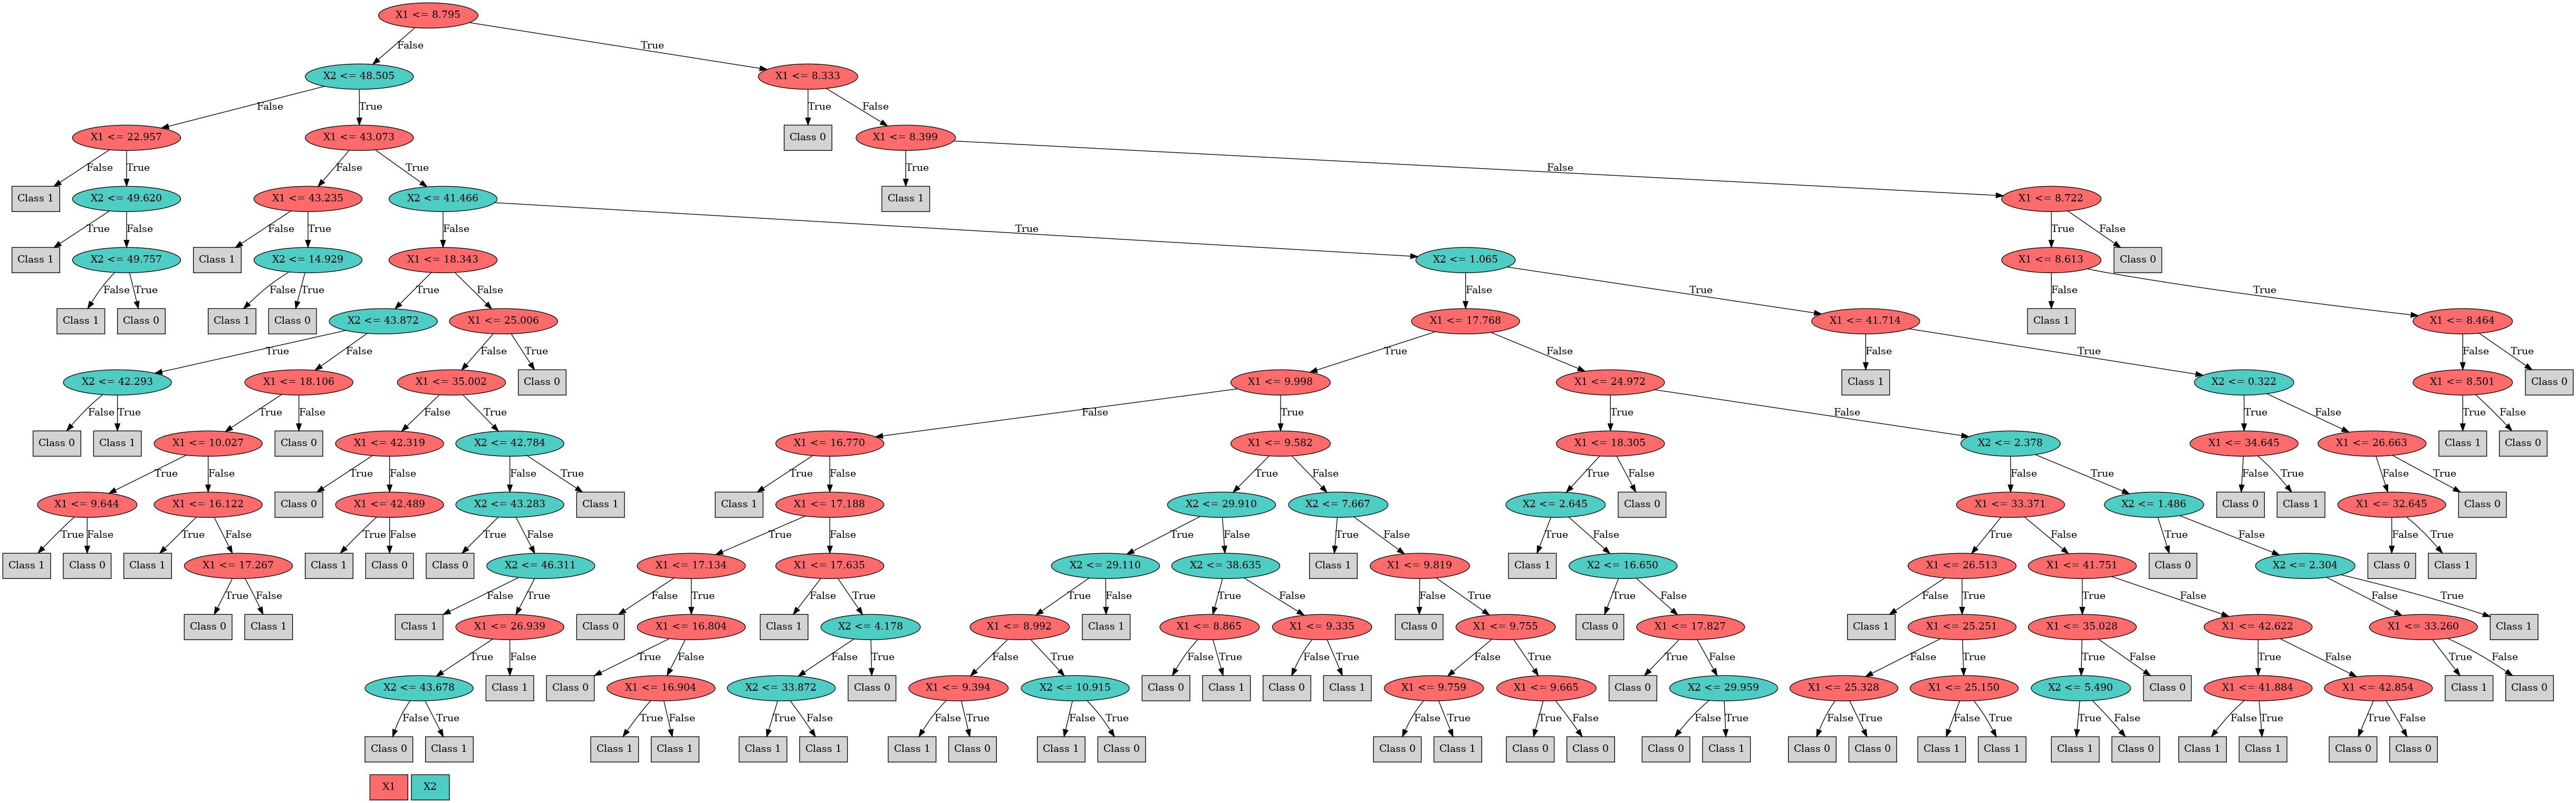 X1 <= 8.795
False
True
X2 <= 48.505
X1 <= 8.333
False
True
True
False
X1 <= 22.957
X1 <= 43.073
Class 0
X1 <= 8.399
False
True
False
True
True
False
Class 1
X2 <= 49.620
X1 <= 43.235
X2 <= 41.466
Class 1
X1 <= 8.722
True
False
False
True
False
True
True
False
Class 1
X2 <= 49.757
Class 1
X2 <= 14.929
X1 <= 18.343
X2 <= 1.065
X1 <= 8.613
Class 0
False
True
False
True
True
False
False
True
False
True
Class 1
Class 0
Class 1
Class 0
X2 <= 43.872
X1 <= 25.006
X1 <= 17.768
X1 <= 41.714
Class 1
X1 <= 8.464
True
False
False
True
True
False
False
True
False
True
X2 <= 42.293
X1 <= 18.106
X1 <= 35.002
Class 0
X1 <= 9.998
X1 <= 24.972
Class 1
X2 <= 0.322
X1 <= 8.501
Class 0
False
True
True
False
False
True
False
True
True
False
True
False
True
False
Class 0
Class 1
X1 <= 10.027
Class 0
X1 <= 42.319
X2 <= 42.784
X1 <= 16.770
X1 <= 9.582
X1 <= 18.305
X2 <= 2.378
X1 <= 34.645
X1 <= 26.663
Class 1
Class 0
True
False
True
False
False
True
True
False
True
False
True
False
False
True
False
True
False
True
X1 <= 9.644
X1 <= 16.122
Class 0
X1 <= 42.489
X2 <= 43.283
Class 1
Class 1
X1 <= 17.188
X2 <= 29.910
X2 <= 7.667
X2 <= 2.645
Class 0
X1 <= 33.371
X2 <= 1.486
Class 0
Class 1
X1 <= 32.645
Class 0
True
False
True
False
True
False
True
False
True
False
True
False
True
False
True
False
True
False
True
False
False
True
Class 1
Class 0
Class 1
X1 <= 17.267
Class 1
Class 0
Class 0
X2 <= 46.311
X1 <= 17.134
X1 <= 17.635
X2 <= 29.110
X2 <= 38.635
Class 1
X1 <= 9.819
Class 1
X2 <= 16.650
X1 <= 26.513
X1 <= 41.751
Class 0
X2 <= 2.304
Class 0
Class 1
True
False
False
True
False
True
False
True
True
False
True
False
False
True
True
False
False
True
True
False
False
True
Class 0
Class 1
Class 1
X1 <= 26.939
Class 0
X1 <= 16.804
Class 1
X2 <= 4.178
X1 <= 8.992
Class 1
X1 <= 8.865
X1 <= 9.335
Class 0
X1 <= 9.755
Class 0
X1 <= 17.827
Class 1
X1 <= 25.251
X1 <= 35.028
X1 <= 42.622
X1 <= 33.260
Class 1
True
False
True
False
False
True
False
True
False
True
False
True
False
True
True
False
False
True
True
False
True
False
True
False
X2 <= 43.678
Class 1
Class 0
X1 <= 16.904
X2 <= 33.872
Class 0
X1 <= 9.394
X2 <= 10.915
Class 0
Class 1
Class 0
Class 1
X1 <= 9.759
X1 <= 9.665
Class 0
X2 <= 29.959
X1 <= 25.328
X1 <= 25.150
X2 <= 5.490
Class 0
X1 <= 41.884
X1 <= 42.854
Class 1
Class 0
False
True
True
False
True
False
False
True
False
True
False
True
True
False
False
True
False
True
False
True
True
False
False
True
True
False
Class 0
Class 1
Class 1
Class 1
Class 1
Class 1
Class 1
Class 0
Class 1
Class 0
Class 0
Class 1
Class 0
Class 0
Class 0
Class 1
Class 0
Class 0
Class 1
Class 1
Class 1
Class 0
Class 1
Class 1
Class 0
Class 0
X1
X2